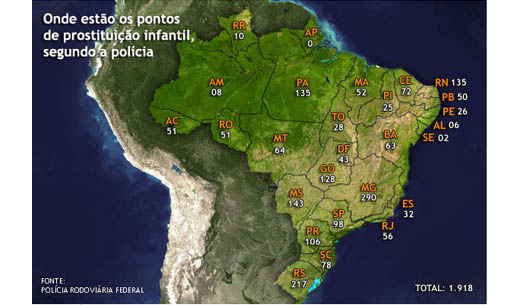 Onde estão os pontos
de prostituição infantil,
segundo a polícia
RR
10
AP
0
AM
08
PA
135
MA
52
CE
72
RN 135
PB 50
PE 26
AL 06
SE 02
PI
25
AC
51
RO
51
TO
28
BA
63
MT
64
DF
43
GO
128
MG
290
MS
143
ES
32
SP
98
RJ
56
PR
106
SC
78
RS
217
FONTE:
POLÍCIA RODOVIÁRIA FEDERAL
TOTAL: 1.918